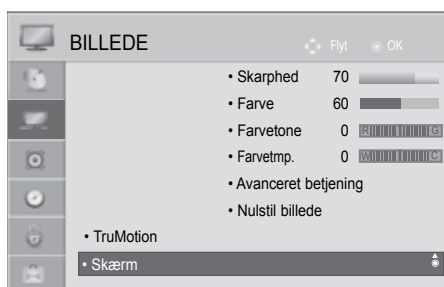 BILLEDE
Flyt OK
• Skarphed 70
• Farve 60
• Farvetone 0 R G
• Farvetmp. 0 W C
• Avanceret betjening
• Nulstil billede
• TruMotion
• Skærm